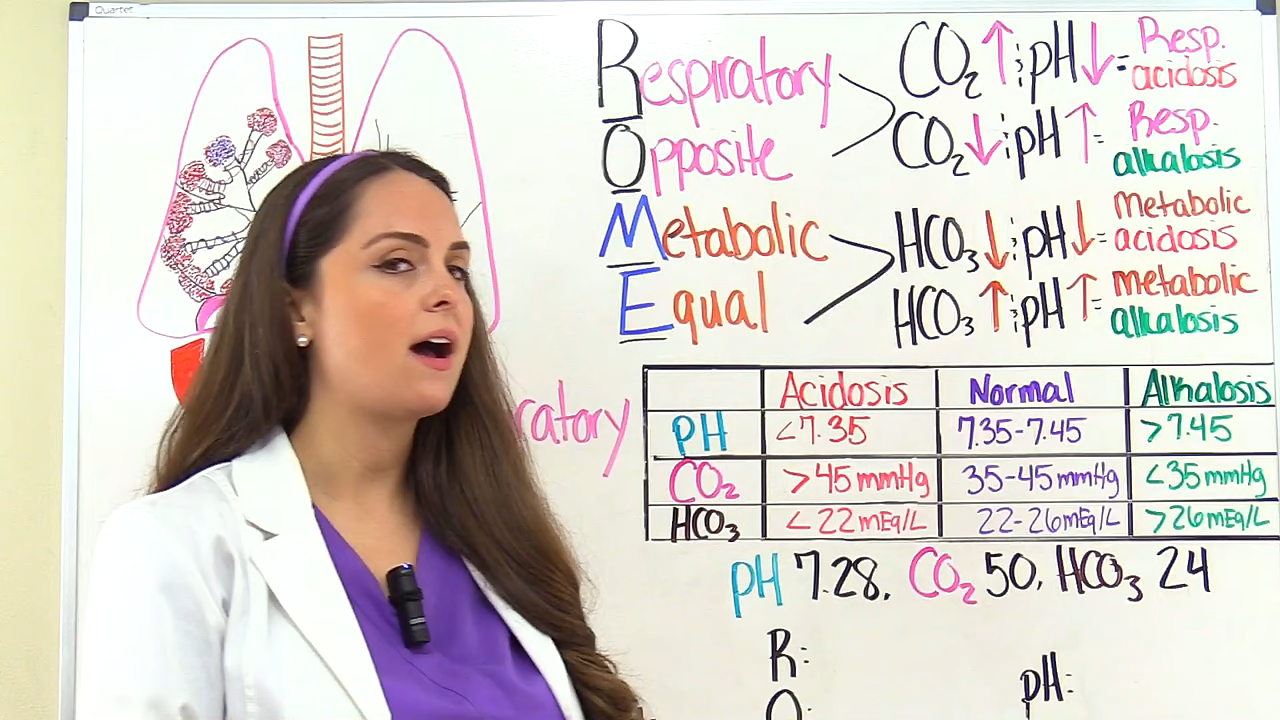 Quartet
Respiratory
Opposite
Metabolic
Equal
CO₂ ↑ ; pH ↓ = Resp. acidosis
CO₂ ↓ ; pH ↑ = Resp. alkalosis
HCO₃ ↓ ; pH ↓ = Metabolic acidosis
HCO₃ ↑ ; pH ↑ = metabolic alkalosis
ratory
Acidosis Normal Alkalosis
pH <7.35 7.35-7.45 >7.45
CO₂ >45 mmHg 35-45 mmHg <35 mmHg
HCO₃ <22 mEq/L 22-26 mEq/L >26 mEq/L
pH 7.28, CO₂ 50, HCO₃ 24
R: pH:
O: